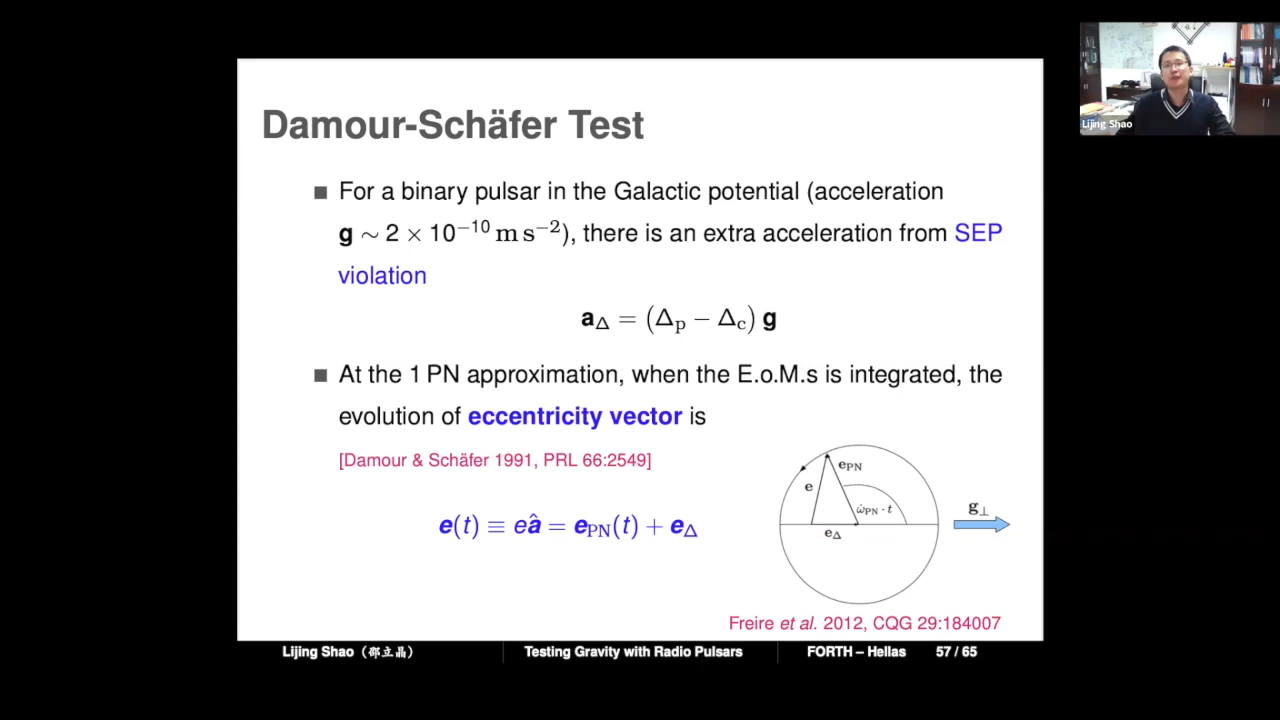 Lijing Shao
Damour-Schäfer Test
For a binary pulsar in the Galactic potential (acceleration
g ∼ 2 × 10⁻¹⁰ m s⁻²), there is an extra acceleration from SEP
violation
a_Δ = (Δ_p − Δ_c) g
At the 1 PN approximation, when the E.o.M.s is integrated, the
evolution of eccentricity vector is
[Damour & Schäfer 1991, PRL 66:2549]
e(t) ≡ eâ = e_PN(t) + e_Δ
e_PN
e
ω̇_PN · t
e_Δ
g_⊥
Freire et al. 2012, CQG 29:184007
Lijing Shao (邵立晶) Testing Gravity with Radio Pulsars FORTH – Hellas 57 / 65